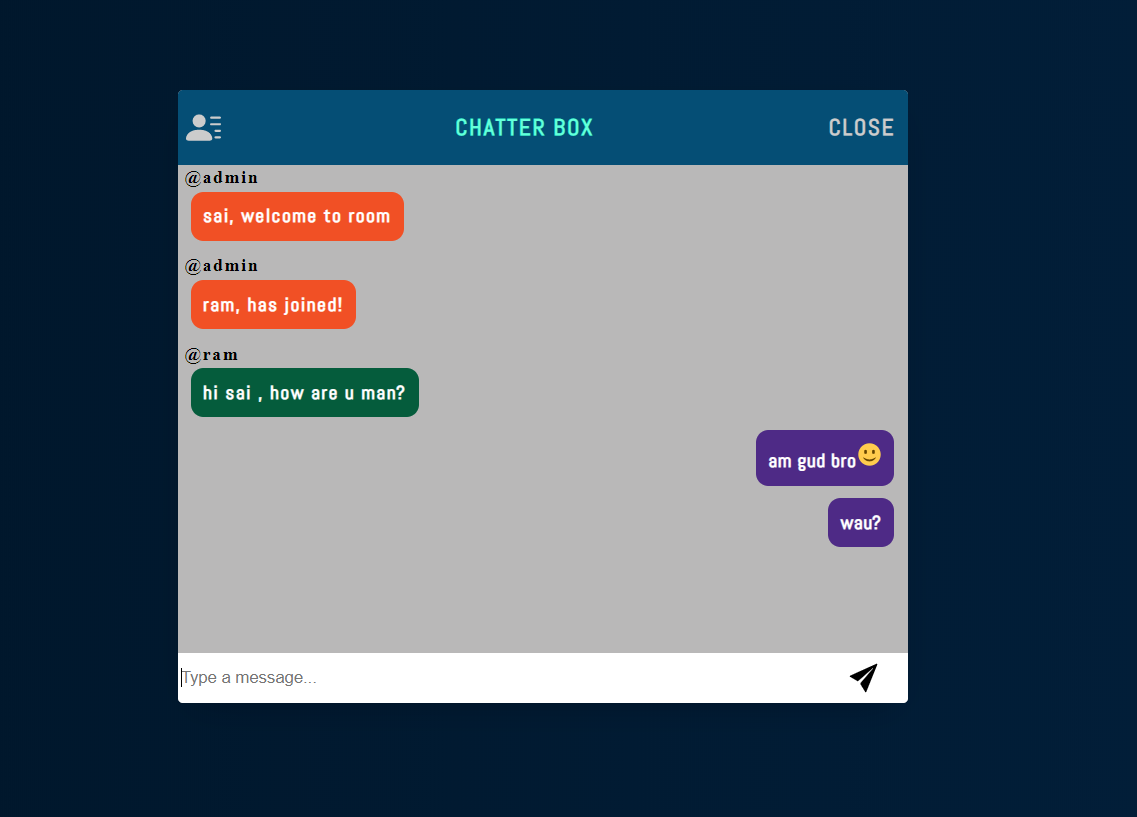 CHATTER BOX
CLOSE
@admin
sai, welcome to room
@admin
ram, has joined!
@ram
hi sai , how are u man?
am gud bro🙂
wau?
Type a message...